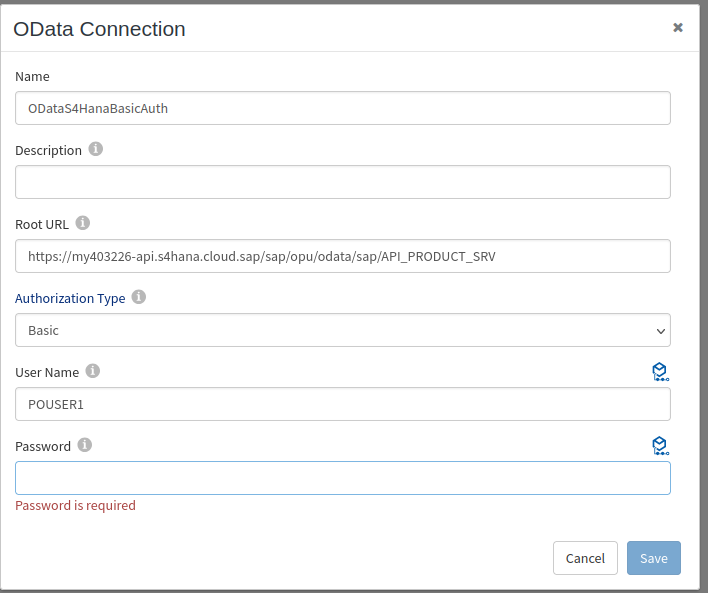 OData Connection
Name
ODataS4HanaBasicAuth
Description
Root URL
https://my403226-api.s4hana.cloud.sap/sap/opu/odata/sap/API_PRODUCT_SRV
Authorization Type
Basic
User Name
POUSER1
Password
Password is required
Cancel Save